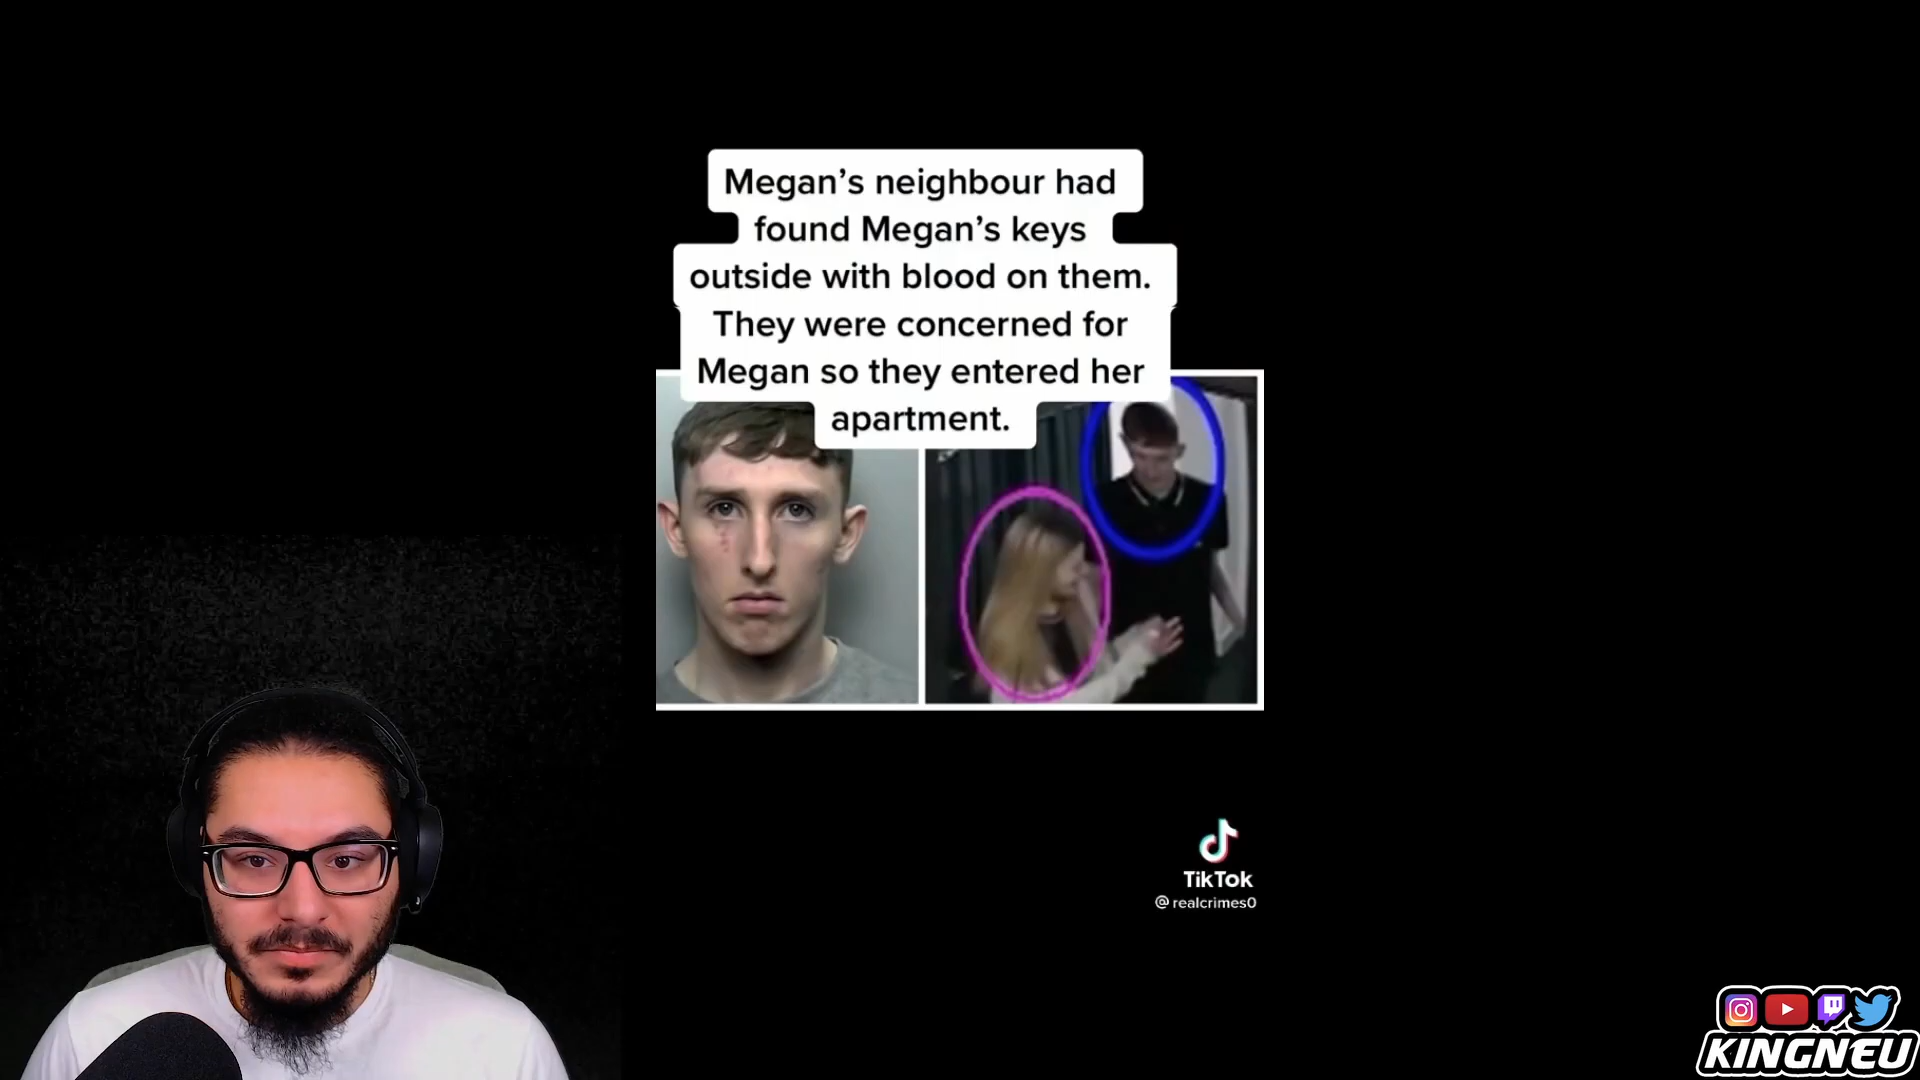 Megan’s neighbour had
found Megan’s keys
outside with blood on them.
They were concerned for
Megan so they entered her
apartment.
TikTok
@realcrimes0
KINGNEU